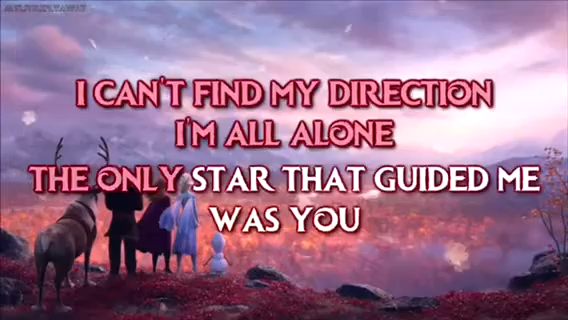 I CAN'T FIND MY DIRECTION
I'M ALL ALONE
THE ONLY STAR THAT GUIDED ME
WAS YOU